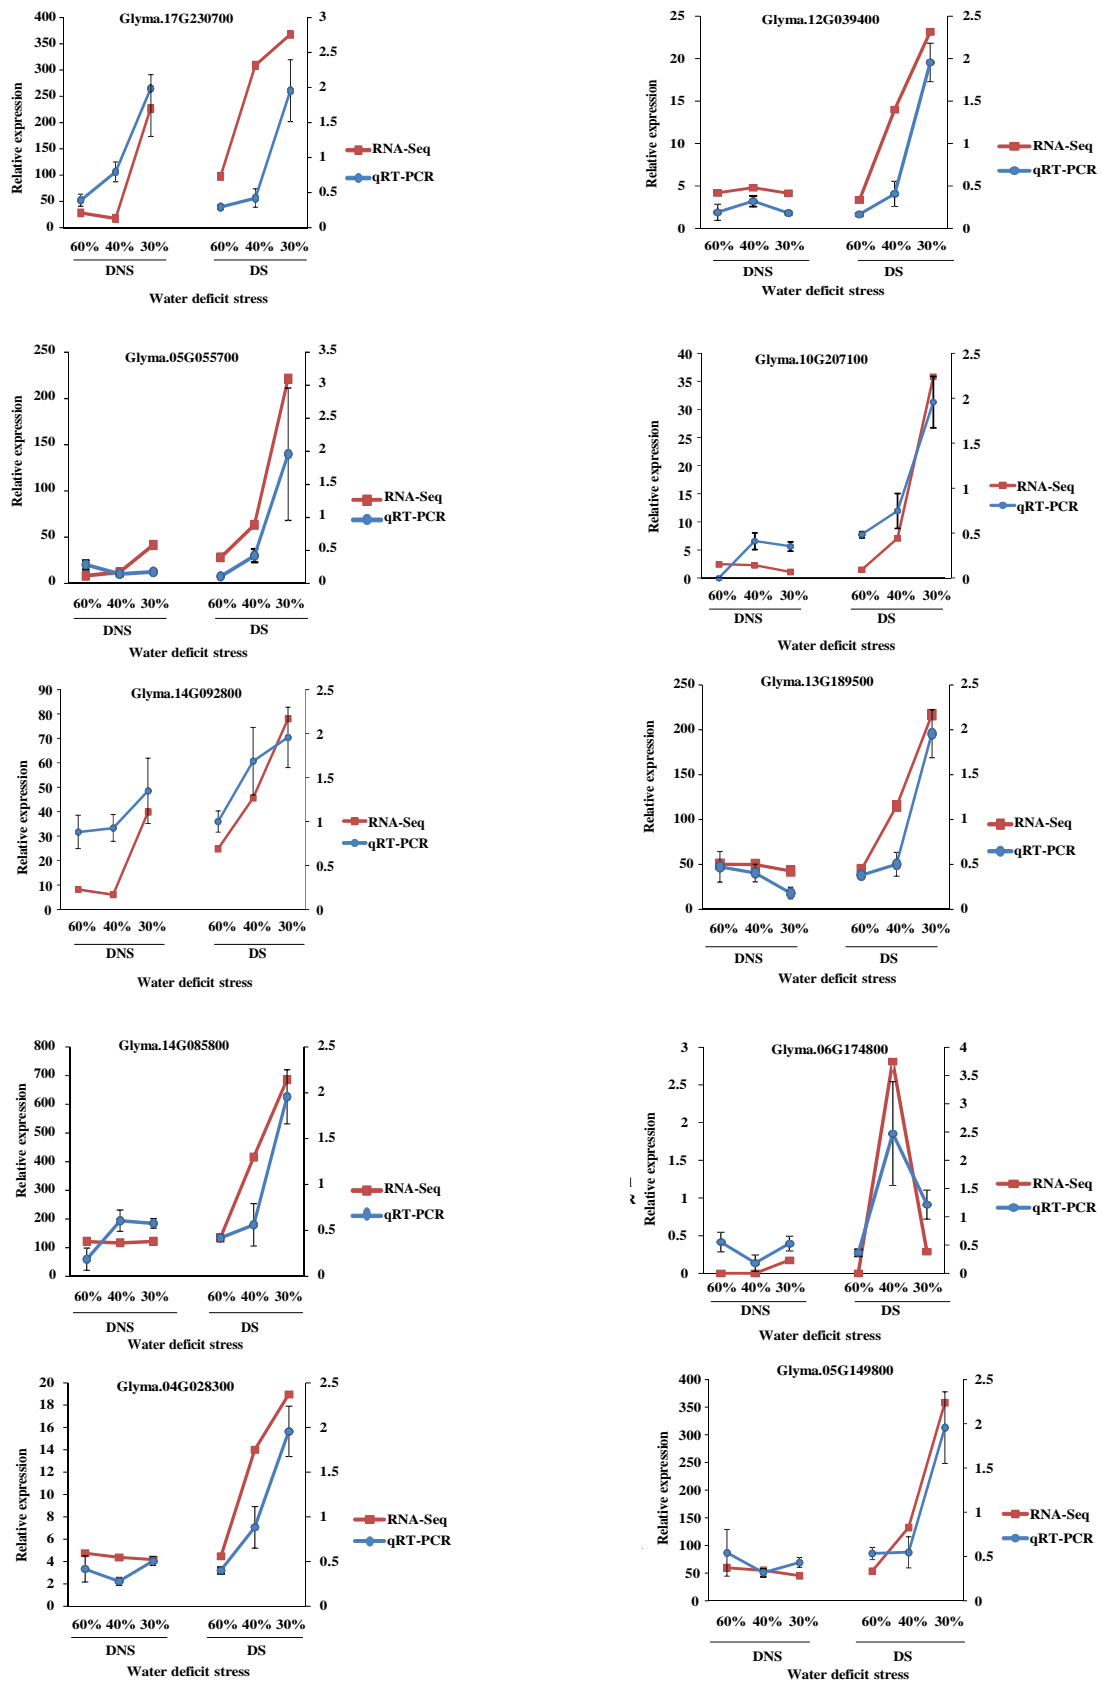 Glyma.17G230700
400
350
300
250
200
150
100
50
0
3
2.5
2
1.5
1
0.5
0
Relative expression
RNA-Seq
qRT-PCR
60% 40% 30% 60% 40% 30%
DNS DS
Water deficit stress
Glyma.12G039400
25
20
15
10
5
0
2.5
2
1.5
1
0.5
0
Relative expression
RNA-Seq
qRT-PCR
60% 40% 30% 60% 40% 30%
DNS DS
Water deficit stress
Glyma.05G055700
250
200
150
100
50
0
3.5
3
2.5
2
1.5
1
0.5
0
Relative expression
RNA-Seq
qRT-PCR
60% 40% 30% 60% 40% 30%
DNS DS
Water deficit stress
Glyma.10G207100
40
35
30
25
20
15
10
5
0
2.5
2
1.5
1
0.5
0
Relative expression
RNA-Seq
qRT-PCR
60% 40% 30% 60% 40% 30%
DNS DS
Water deficit stress
Glyma.14G092800
90
80
70
60
50
40
30
20
10
0
2.5
2
1.5
1
0.5
0
Relative expression
RNA-Seq
qRT-PCR
60% 40% 30% 60% 40% 30%
DNS DS
Water deficit stress
Glyma.13G189500
250
200
150
100
50
0
2.5
2
1.5
1
0.5
0
Relative expression
RNA-Seq
qRT-PCR
60% 40% 30% 60% 40% 30%
DNS DS
Water deficit stress
Glyma.14G085800
800
700
600
500
400
300
200
100
0
2.5
2
1.5
1
0.5
0
Relative expression
RNA-Seq
qRT-PCR
60% 40% 30% 60% 40% 30%
DNS DS
Water deficit stress
Glyma.06G174800
3
2.5
2
1.5
1
0.5
0
4
3.5
3
2.5
2
1.5
1
0.5
0
Relative expression
RNA-Seq
qRT-PCR
60% 40% 30% 60% 40% 30%
DNS DS
Water deficit stress
Glyma.04G028300
20
18
16
14
12
10
8
6
4
2
0
2.5
2
1.5
1
0.5
0
Relative expression
RNA-Seq
qRT-PCR
60% 40% 30% 60% 40% 30%
DNS DS
Water deficit stress
Glyma.05G149800
400
350
300
250
200
150
100
50
0
2.5
2
1.5
1
0.5
0
Relative expression
RNA-Seq
qRT-PCR
60% 40% 30% 60% 40% 30%
DNS DS
Water deficit stress